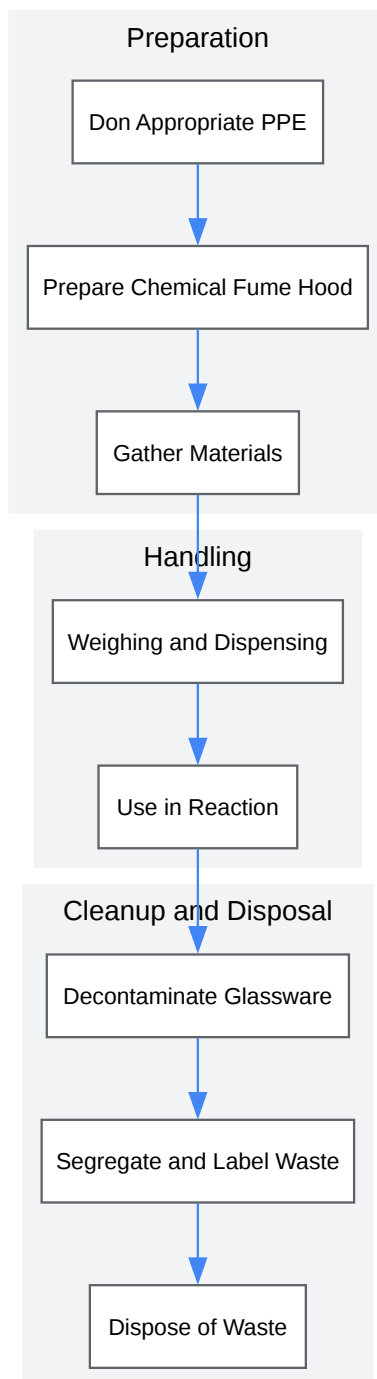 Preparation
Don Appropriate PPE
Prepare Chemical Fume Hood
Gather Materials
Handling
Weighing and Dispensing
Use in Reaction
Cleanup and Disposal
Decontaminate Glassware
Segregate and Label Waste
Dispose of Waste